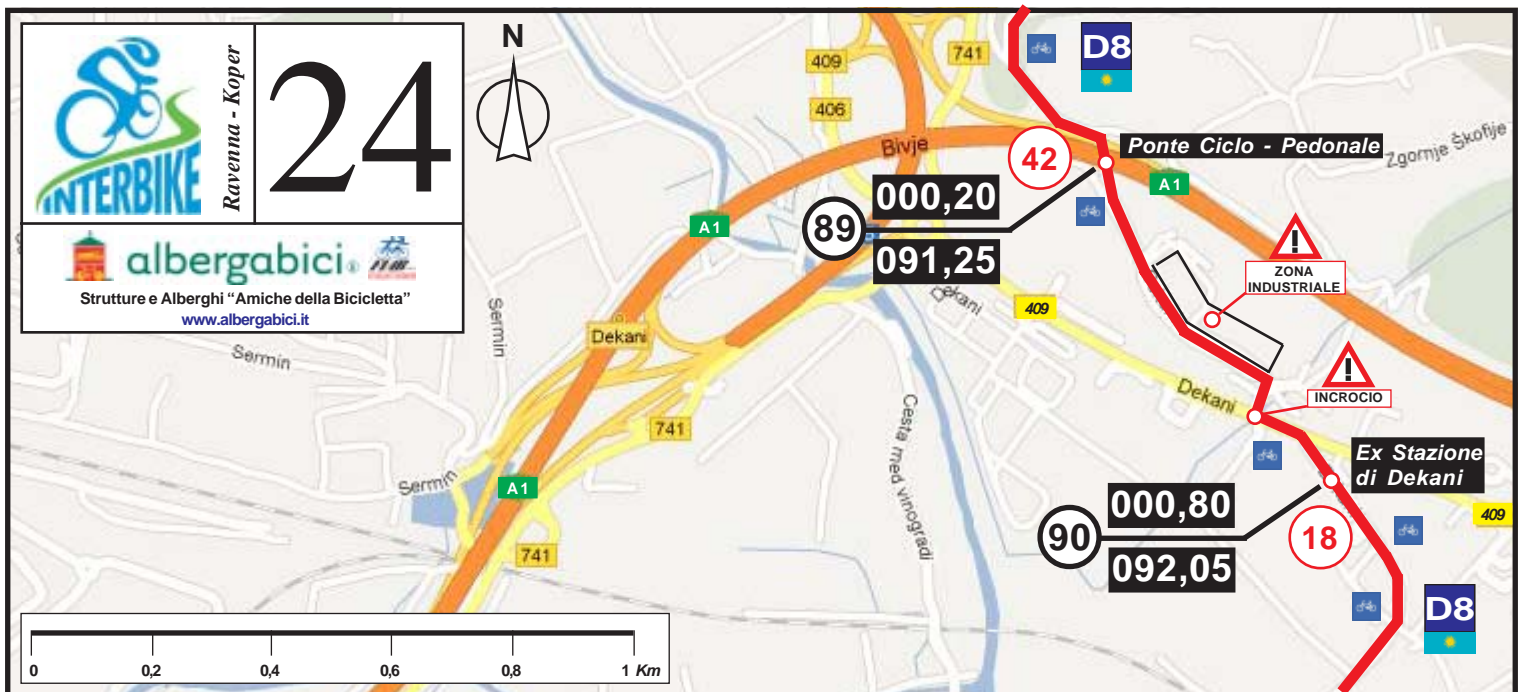 INTERBIKE
Ravenna - Koper
24
albergabici®
Strutture e Alberghi “Amiche della Bicicletta”
www.albergabici.it
N
409
741
D8
406
Bivje
42
Ponte Ciclo - Pedonale
Zgornje Škofije
A1
000,20
89
091,25
A1
!
ZONA
INDUSTRIALE
Sermin
Dekani
409
Dekani
Sermin
!
INCROCIO
Dekani
741
Cesta med vinogradi
Ex Stazione
di Dekani
Sermin
A1
000,80
90
092,05
18
409
741
D8
0
0,2
0,4
0,6
0,8
1 Km